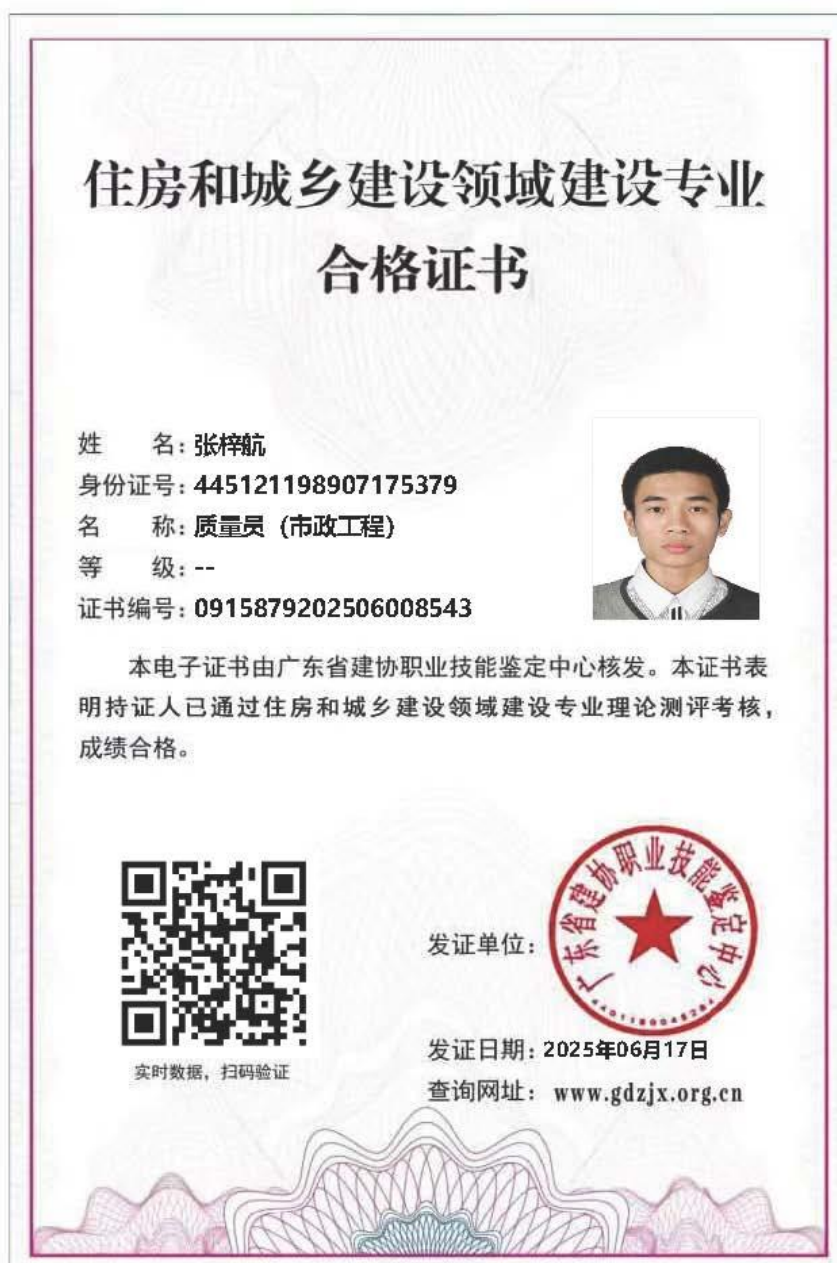 住房和城乡建设领域建设专业
合格证书
姓 名：张梓航
身份证号：445121198907175379
名 称：质量员（市政工程）
等 级：--
证书编号：0915879202506008543
本电子证书由广东省建协职业技能鉴定中心核发。本证书表
明持证人已通过住房和城乡建设领域建设专业理论测评考核，
成绩合格。
实时数据，扫码验证
发证单位：
广东省建协职业技能鉴定中心
发证日期：2025年06月17日
查询网址：www.gdzjx.org.cn